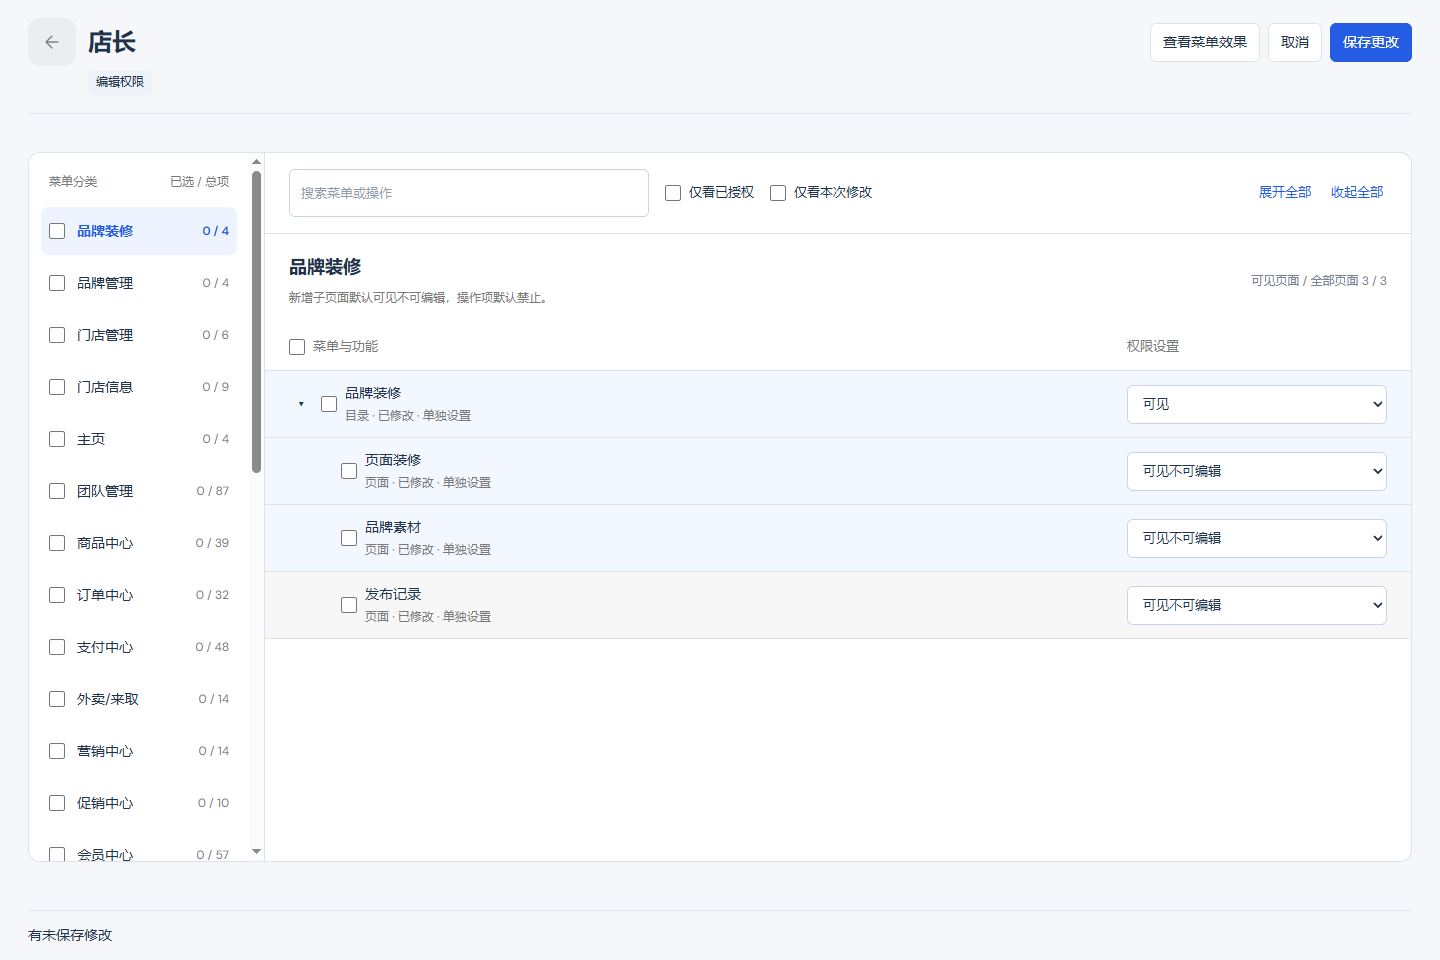 店长
编辑权限
查看菜单效果
取消
保存更改
菜单分类 已选 / 总项
品牌装修 0 / 4
品牌管理 0 / 4
门店管理 0 / 6
门店信息 0 / 9
主页 0 / 4
团队管理 0 / 87
商品中心 0 / 39
订单中心 0 / 32
支付中心 0 / 48
外卖/来取 0 / 14
营销中心 0 / 14
促销中心 0 / 10
会员中心 0 / 57
搜索菜单或操作
仅看已授权
仅看本次修改
展开全部
收起全部
品牌装修
新增子页面默认可见不可编辑，操作项默认禁止。
可见页面 / 全部页面 3 / 3
菜单与功能 权限设置
品牌装修
目录 · 已修改 · 单独设置
可见
页面装修
页面 · 已修改 · 单独设置
可见不可编辑
品牌素材
页面 · 已修改 · 单独设置
可见不可编辑
发布记录
页面 · 已修改 · 单独设置
可见不可编辑
有未保存修改